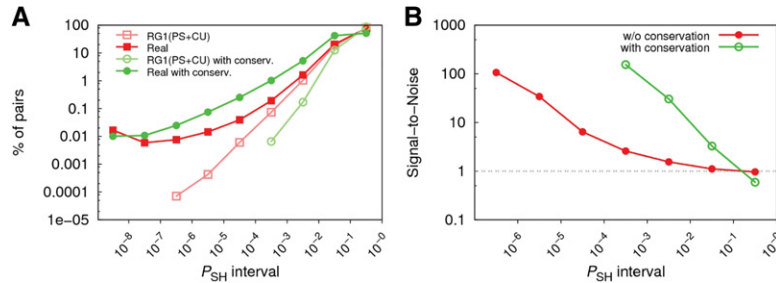 A
RG1(PS+CU)
Real
RG1(PS+CU) with conserv.
Real with conserv.
100
10
1
0.1
0.01
0.001
0.0001
1e-05
% of pairs
10⁻⁸
10⁻⁷
10⁻⁶
10⁻⁵
10⁻⁴
10⁻³
10⁻²
10⁻¹
10⁻⁰
P_SH interval
B
w/o conservation
with conservation
1000
100
10
1
0.1
Signal-to-Noise
10⁻⁶
10⁻⁵
10⁻⁴
10⁻³
10⁻²
10⁻¹
10⁻⁰
P_SH interval